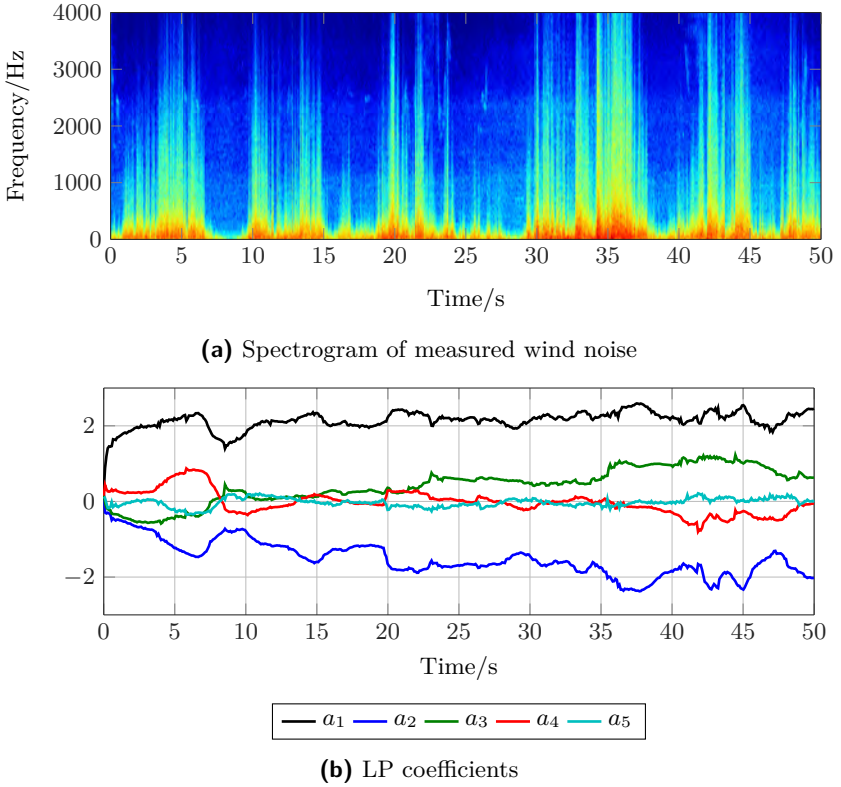 4000
3000
2000
1000
0
Frequency/Hz
0 5 10 15 20 25 30 35 40 45 50
Time/s
(a) Spectrogram of measured wind noise
2
0
−2
0 5 10 15 20 25 30 35 40 45 50
Time/s
a1 a2 a3 a4 a5
(b) LP coefficients